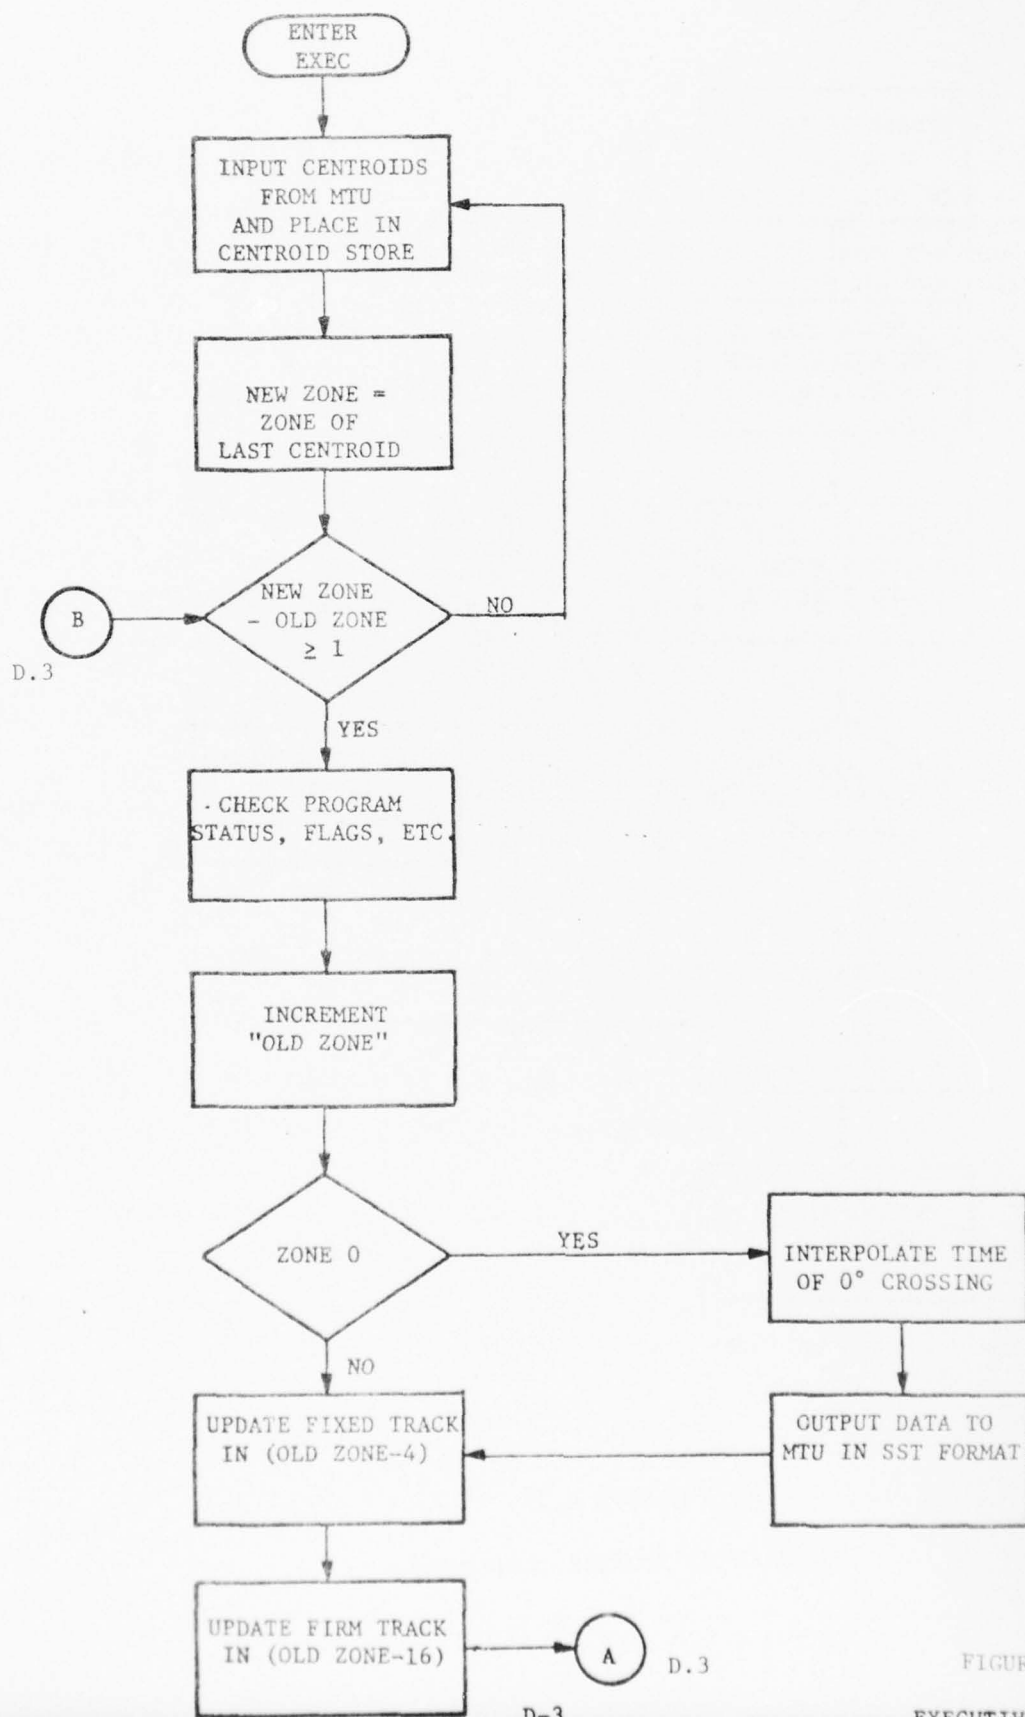 ENTER
EXEC
INPUT CENTROIDS
FROM MTU
AND PLACE IN
CENTROID STORE
NEW ZONE =
ZONE OF
LAST CENTROID
NEW ZONE
- OLD ZONE
≥ 1
NO
B
D.3
YES
CHECK PROGRAM
STATUS, FLAGS, ETC.
INCREMENT
"OLD ZONE"
ZONE 0
YES
INTERPOLATE TIME
OF 0° CROSSING
NO
UPDATE FIXED TRACK
IN (OLD ZONE-4)
OUTPUT DATA TO
MTU IN SST FORMAT
UPDATE FIRM TRACK
IN (OLD ZONE-16)
A
D.3
D-3